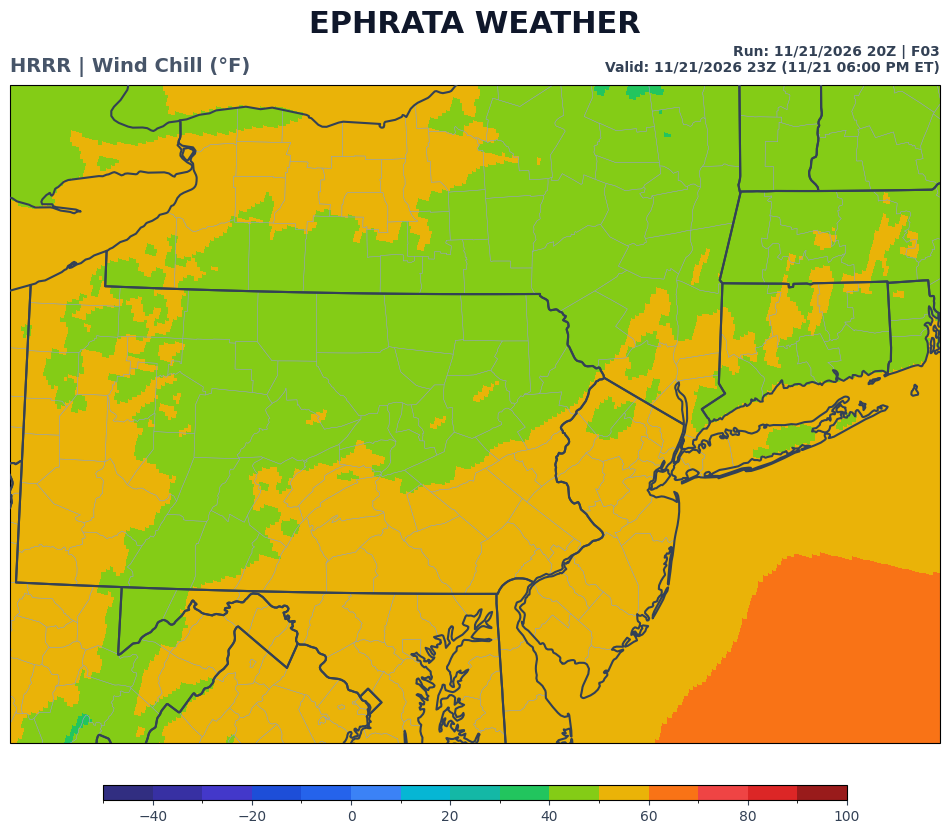 EPHRATA WEATHER
HRRR | Wind Chill (°F)
Run: 11/21/2026 20Z | F03
Valid: 11/21/2026 23Z (11/21 06:00 PM ET)
−40 −20 0 20 40 60 80 100